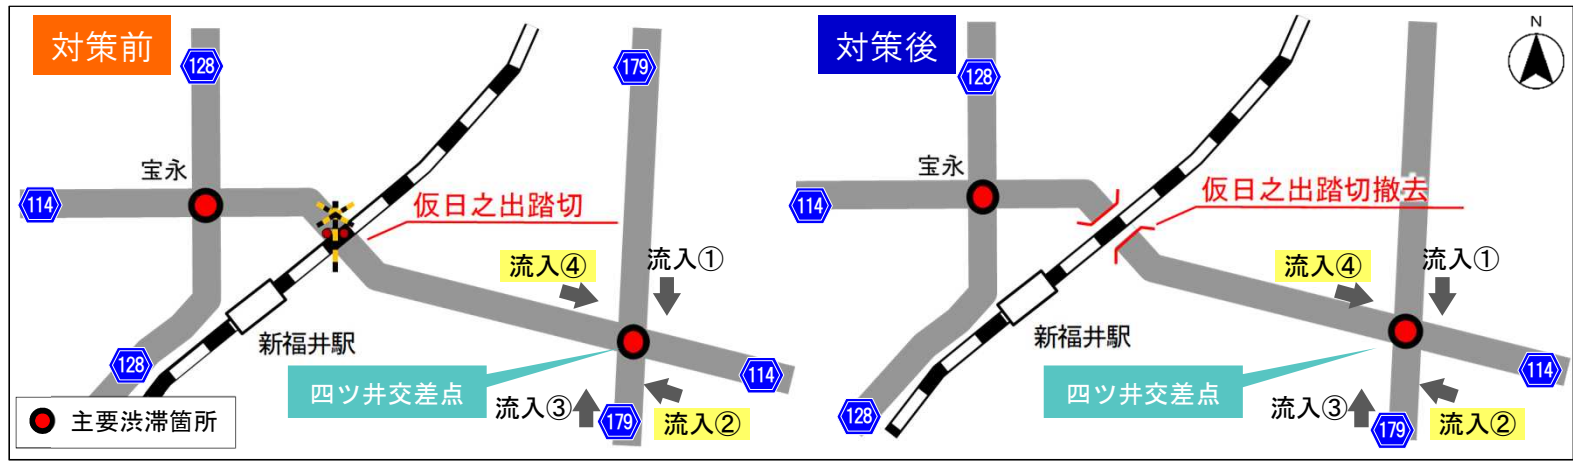 対策前
128
179
宝永
114
仮日之出踏切
流入④
流入①
新福井駅
128
四ツ井交差点
114
流入③
179
流入②
主要渋滞箇所
対策後
N
128
宝永
114
仮日之出踏切撤去
流入④
流入①
新福井駅
四ツ井交差点
114
128
流入③
179
流入②